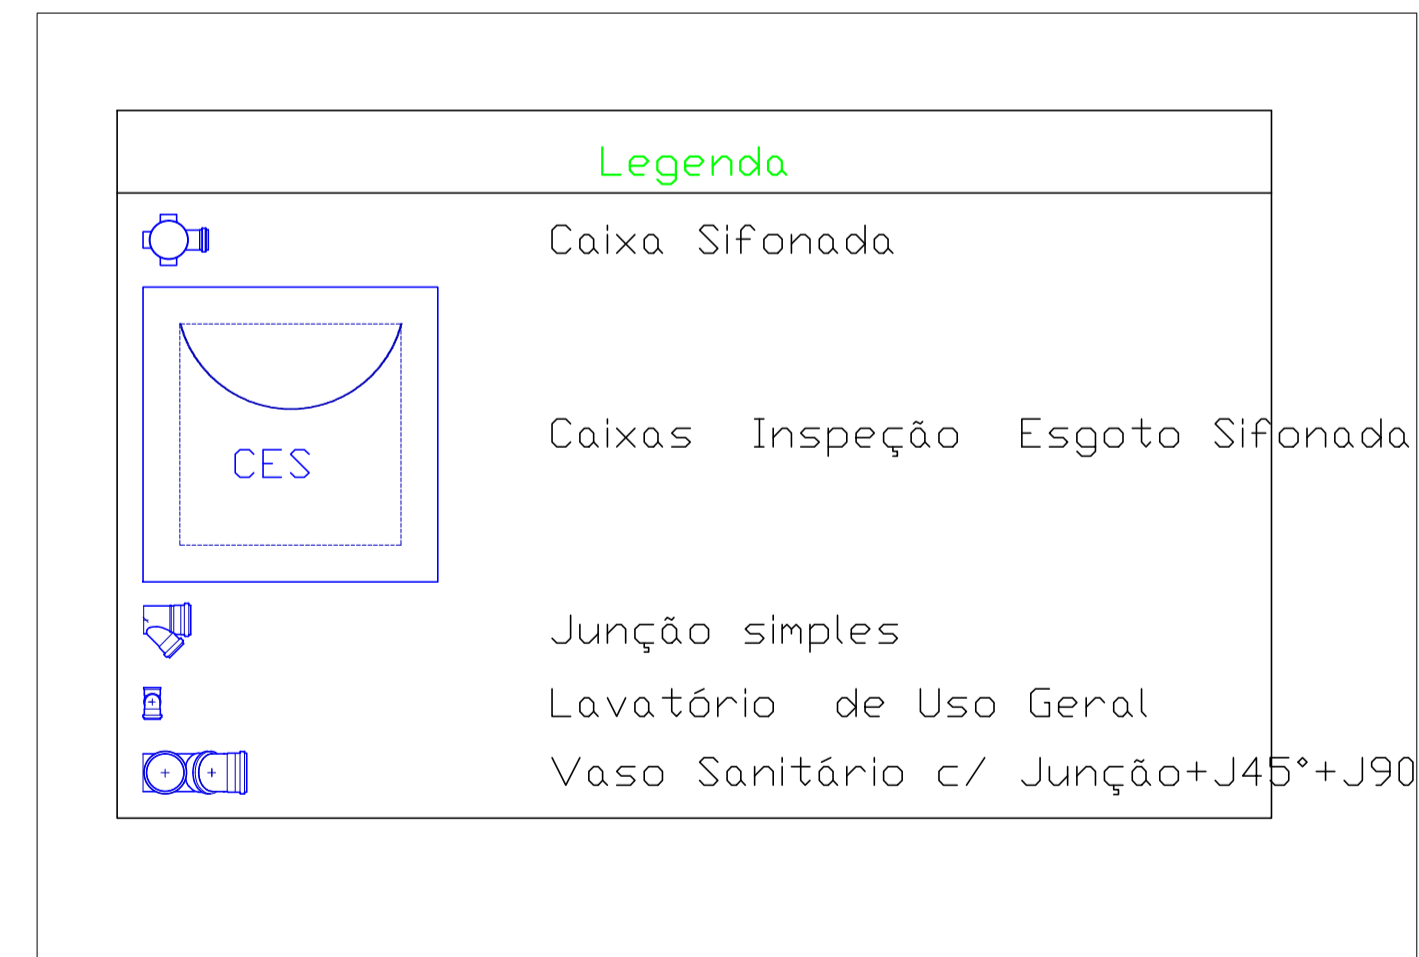 Legenda
Caixa Sifonada
Caixas Inspeção Esgoto Sifonada
CES
Junção simples
Lavatório de Uso Geral
Vaso Sanitário c/ Junção+J45°+J90